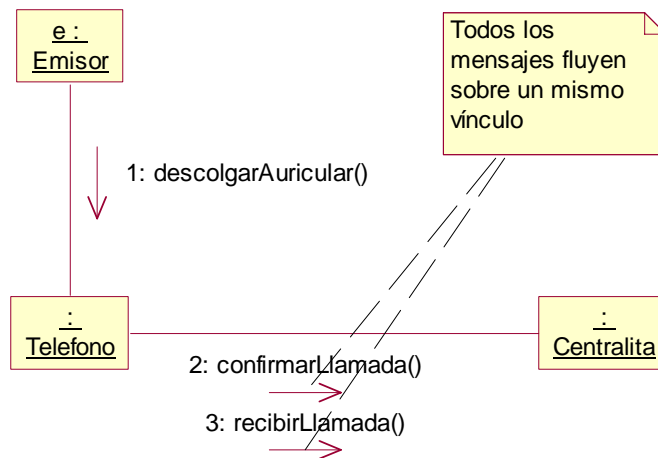 e :
Emisor
Todos los
mensajes fluyen
sobre un mismo
vínculo
1: descolgarAuricular()
:
Telefono
:
Centralita
2: confirmarLlamada()
3: recibirLlamada()